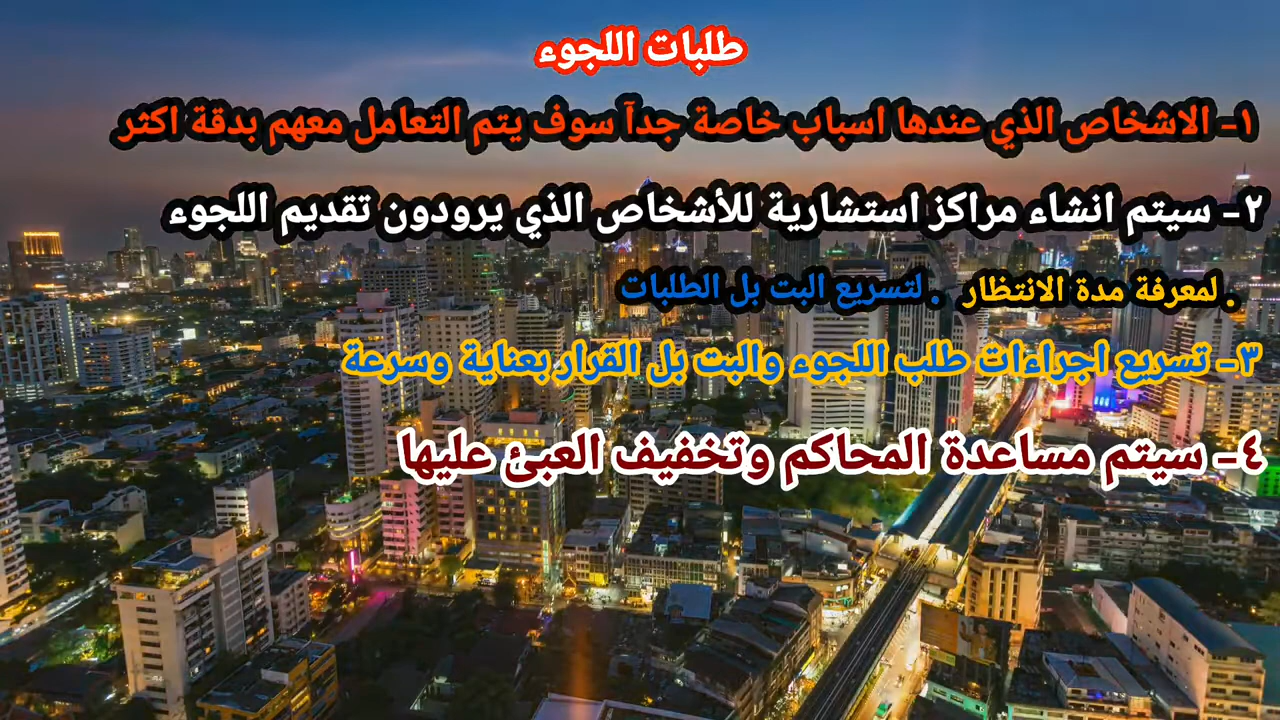 طلبات اللجوء
١- الاشخاص الذي عندها اسباب خاصة جدآ سوف يتم التعامل معهم بدقة اكثر
٢- سيتم انشاء مراكز استشارية للأشخاص الذي يرودون تقديم اللجوء
. لمعرفة مدة الانتظار . لتسريع البت بل الطلبات
٣- تسريع اجراءات طلب اللجوء والبت بل القرار بعناية وسرعة
٤- سيتم مساعدة المحاكم وتخفيف العبئ عليها